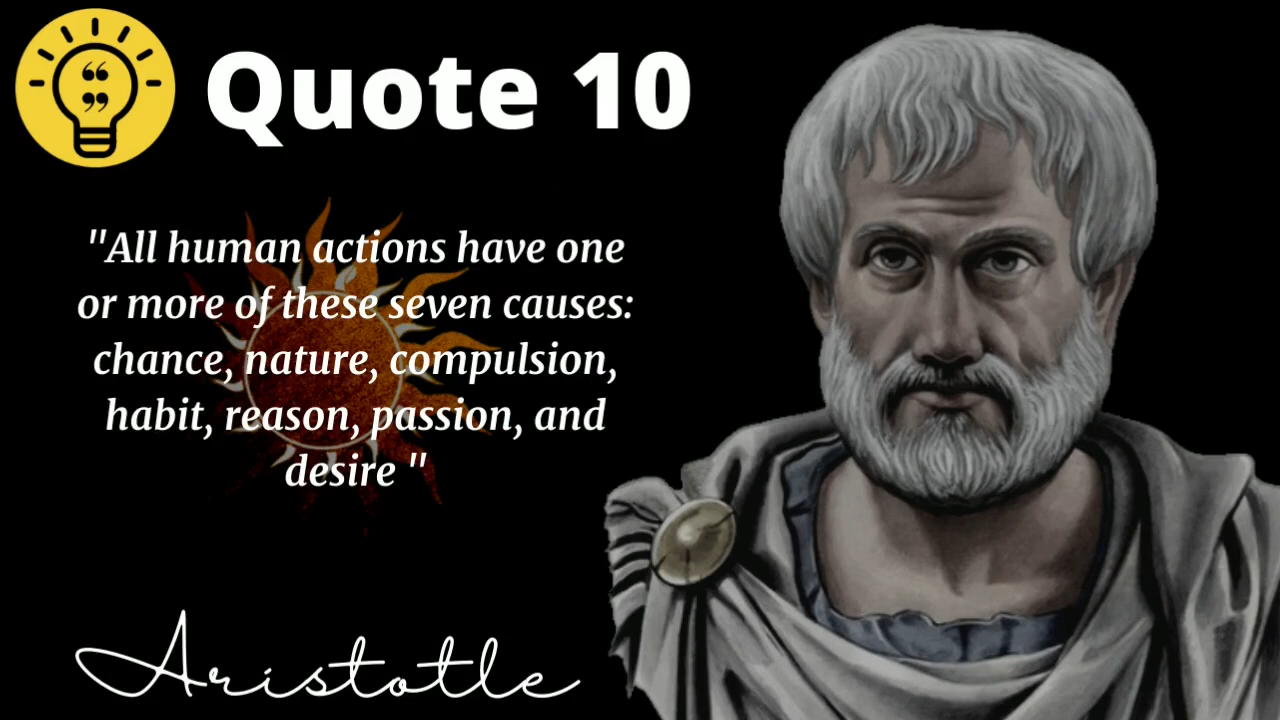 Quote 10
"All human actions have one
or more of these seven causes:
chance, nature, compulsion,
habit, reason, passion, and
desire "
Aristotle